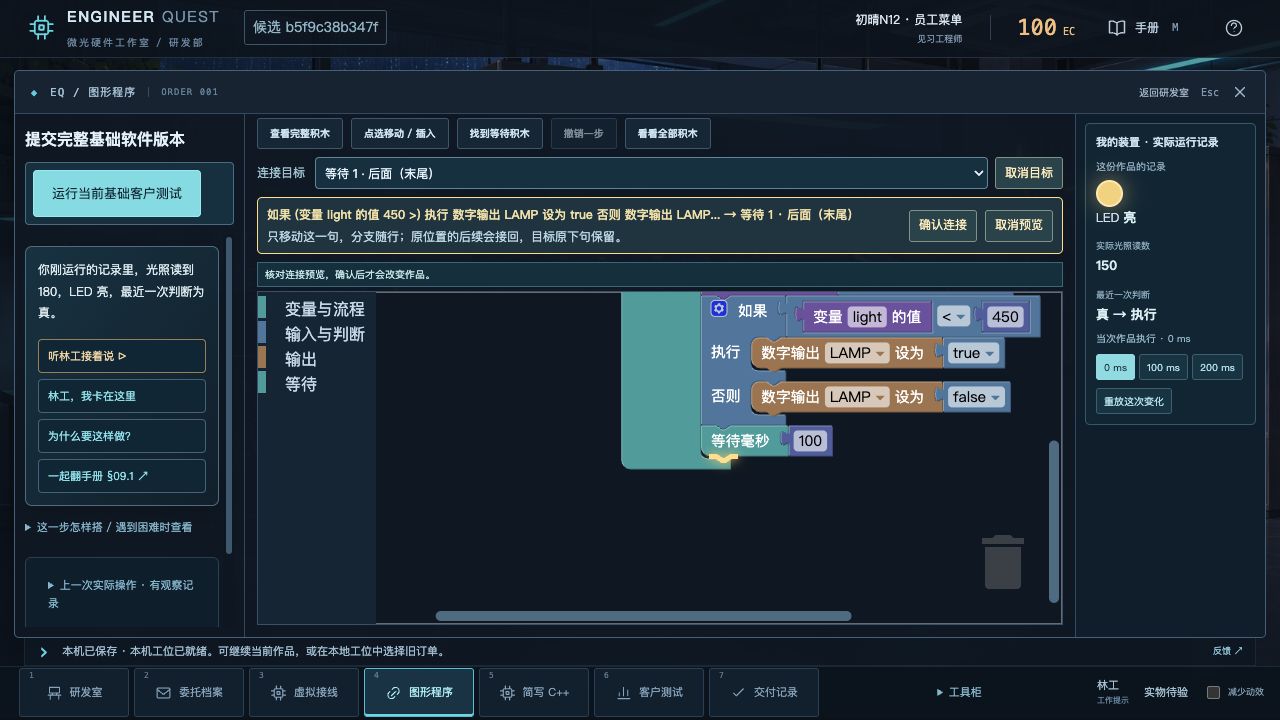 ENGINEER QUEST
微光硬件工作室 / 研发部
候选 b5f9c38b347f
初晴N12 · 员工菜单
见习工程师
100 EC
手册 M
EQ / 图形程序
ORDER 001
返回研发室 Esc
提交完整基础软件版本
运行当前基础客户测试
你刚运行的记录里，光照读到
180，LED 亮，最近一次判断为
真。
听林工接着说 ▷
林工，我卡在这里
为什么要这样做？
一起翻手册 §09.1 ↗
这一步怎样搭 / 遇到困难时查看
上一次实际操作 · 有观察记
录
查看完整积木
点选移动 / 插入
找到等待积木
撤销一步
看看全部积木
连接目标
等待 1 · 后面（末尾）
取消目标
如果 (变量 light 的值 450 >) 执行 数字输出 LAMP 设为 true 否则 数字输出 LAMP... → 等待 1 · 后面（末尾）
只移动这一句，分支随行；原位置的后续会接回，目标原下句保留。
确认连接
取消预览
核对连接预览，确认后才会改变作品。
变量与流程
输入与判断
输出
等待
如果 变量 light 的值 < 450
执行 数字输出 LAMP 设为 true
否则 数字输出 LAMP 设为 false
等待毫秒 100
我的装置 · 实际运行记录
这份作品的记录
LED 亮
实际光照读数
150
最近一次判断
真 → 执行
当次作品执行 · 0 ms
0 ms
100 ms
200 ms
重放这次变化
本机已保存 · 本机工位已就绪。可继续当前作品，或在本地工位中选择旧订单。
反馈 ↗
1 研发室
2 委托档案
3 虚拟接线
4 图形程序
5 简写 C++
6 客户测试
7 交付记录
工具柜
林工
工作提示
实物待验
减少动效